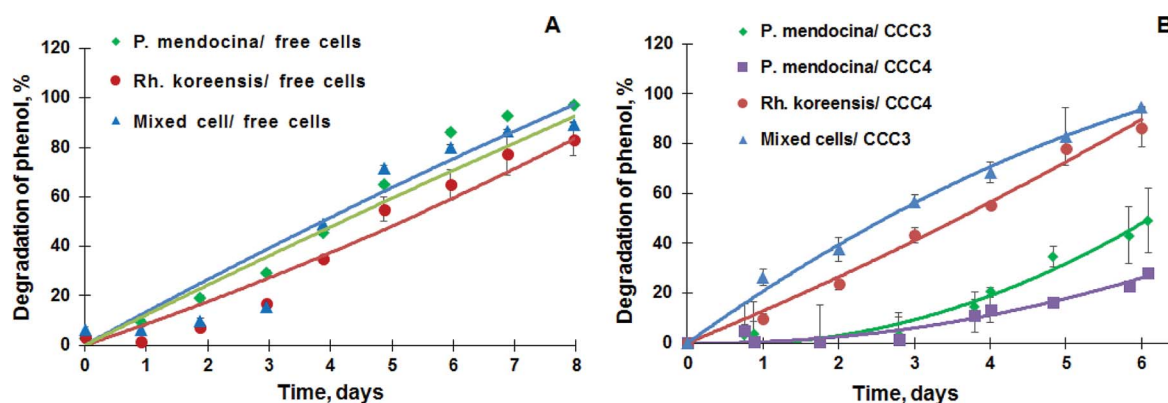 A
P. mendocina/ free cells
Rh. koreensis/ free cells
Mixed cell/ free cells
Degradation of phenol, %
120
100
80
60
40
20
0
0 1 2 3 4 5 6 7 8
Time, days
B
P. mendocina/ CCC3
P. mendocina/ CCC4
Rh. koreensis/ CCC4
Mixed cells/ CCC3
Degradation of phenol, %
120
100
80
60
40
20
0
0 1 2 3 4 5 6
Time, days